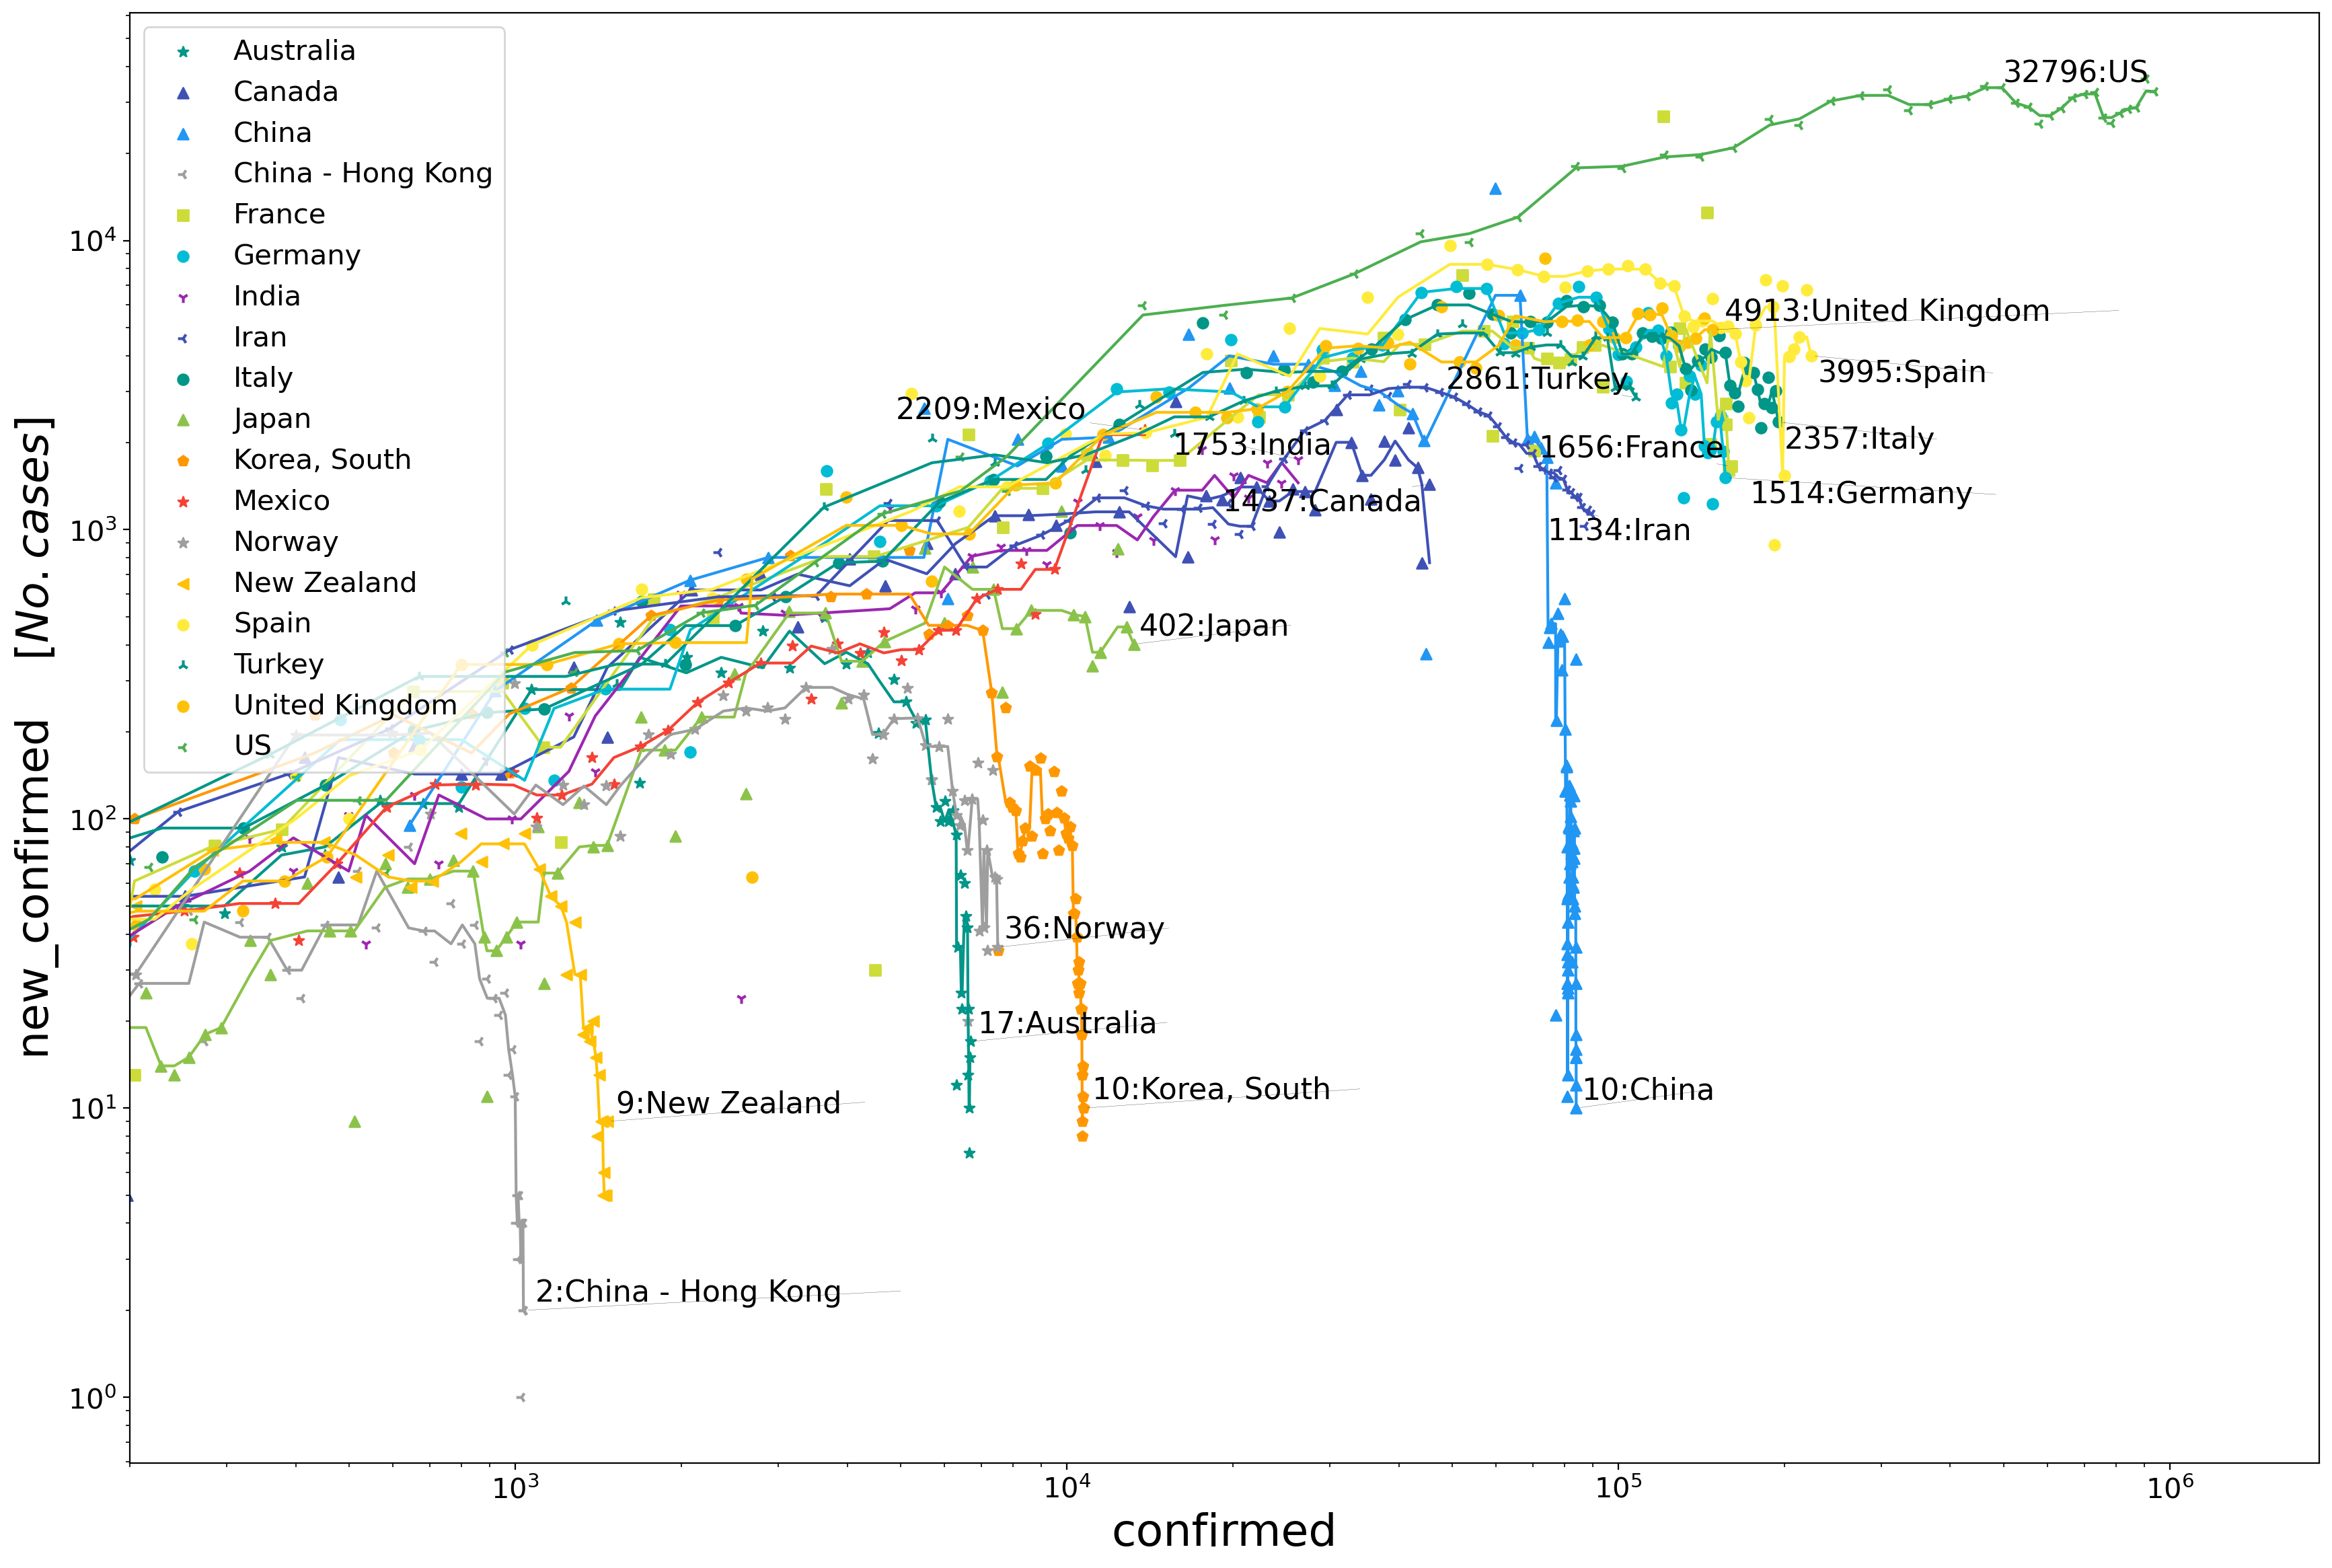 Australia
Canada
China
China - Hong Kong
France
Germany
India
Iran
Italy
Japan
Korea, South
Mexico
Norway
New Zealand
Spain
Turkey
United Kingdom
US
32796:US
4913:United Kingdom
3995:Spain
2861:Turkey
2209:Mexico
2357:Italy
1753:India
1656:France
1514:Germany
1437:Canada
1134:Iran
402:Japan
36:Norway
17:Australia
9:New Zealand
10:Korea, South
10:China
2:China - Hong Kong
10⁴
10³
10²
10¹
10⁰
new_confirmed [No. cases]
10³ 10⁴ 10⁵ 10⁶
confirmed